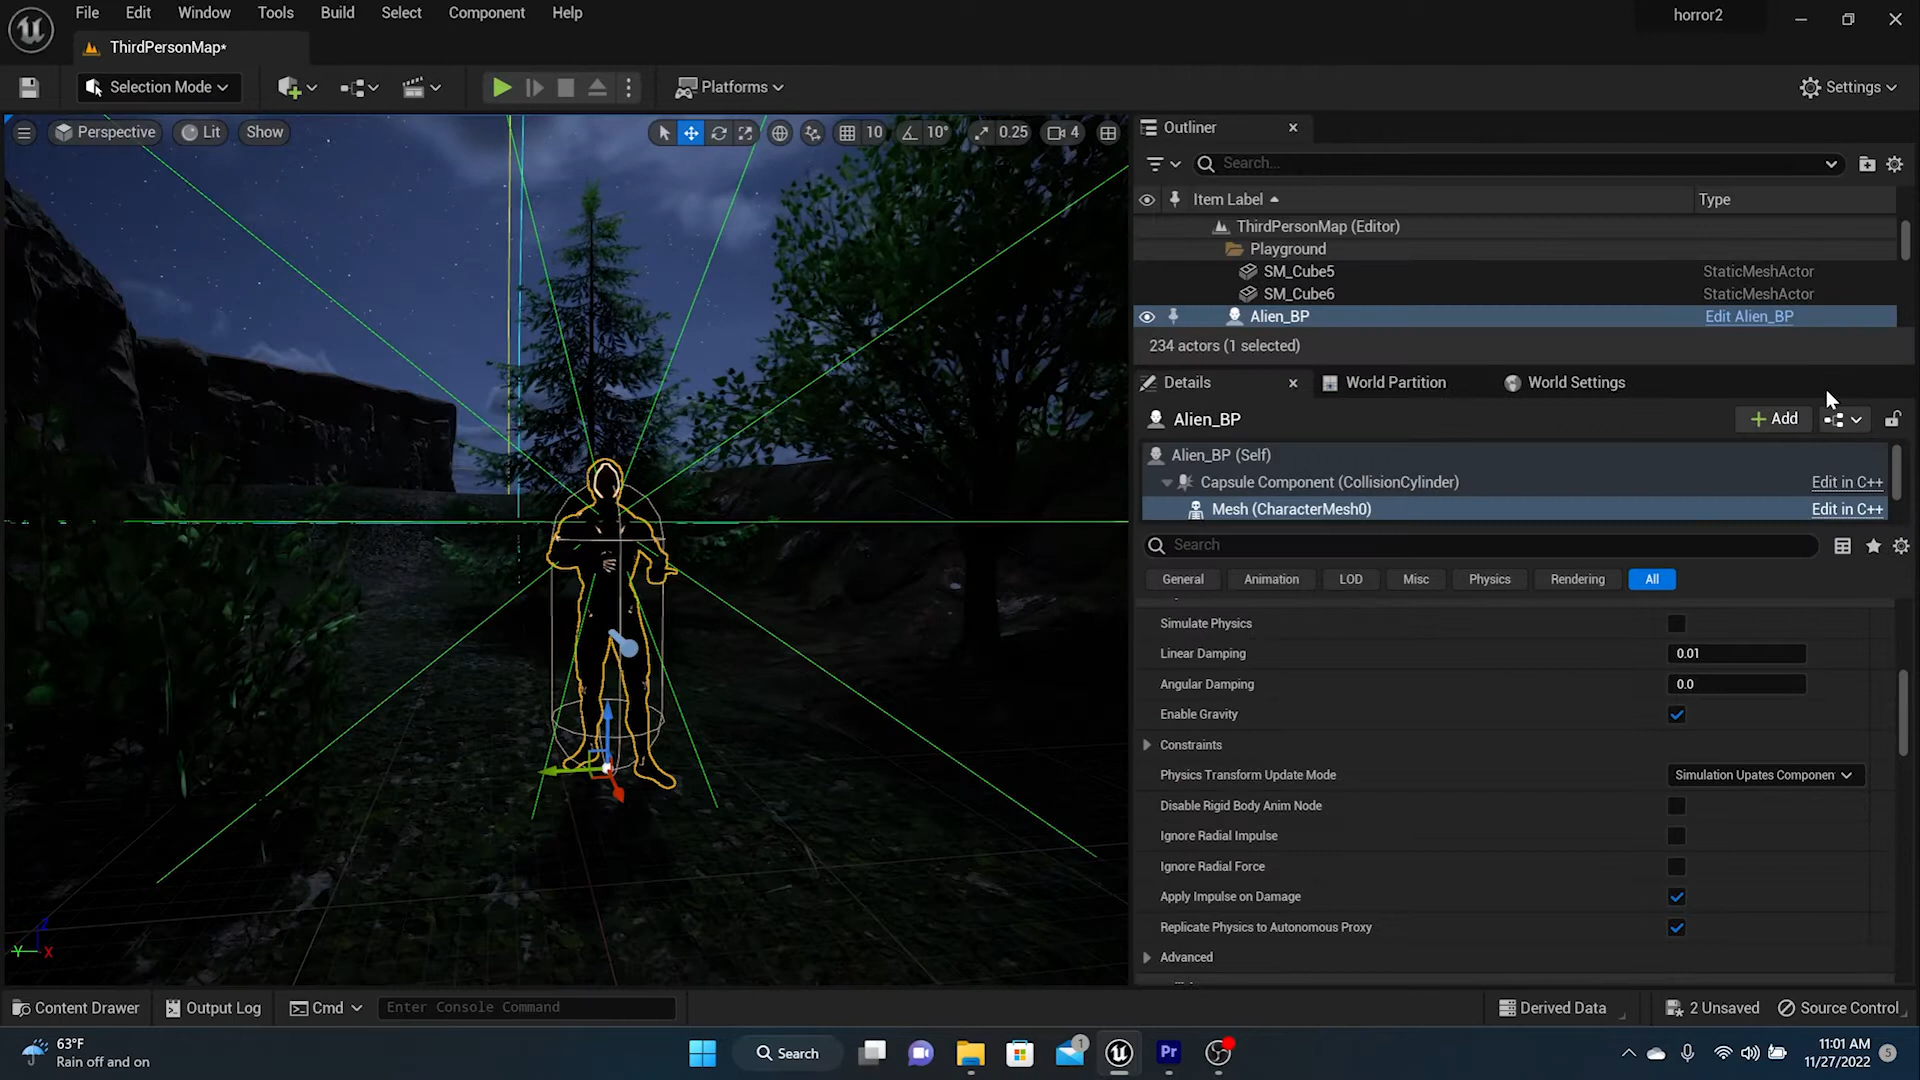 File Edit Window Tools Build Select Component Help horror2
ThirdPersonMap*
Selection Mode Platforms Settings
Perspective Lit Show 10 10° 0.25 4
Outliner
Search...
Item Label Type
ThirdPersonMap (Editor)
Playground
SM_Cube5 StaticMeshActor
SM_Cube6 StaticMeshActor
Alien_BP Edit Alien_BP
234 actors (1 selected)
Details World Partition World Settings
Alien_BP + Add
Alien_BP (Self)
Capsule Component (CollisionCylinder) Edit in C++
Mesh (CharacterMesh0) Edit in C++
Search
General Animation LOD Misc Physics Rendering All
Simulate Physics
Linear Damping 0.01
Angular Damping 0.0
Enable Gravity
Constraints
Physics Transform Update Mode Simulation Upates Componen
Disable Rigid Body Anim Node
Ignore Radial Impulse
Ignore Radial Force
Apply Impulse on Damage
Replicate Physics to Autonomous Proxy
Advanced
Z
Y X
Content Drawer Output Log Cmd Enter Console Command Derived Data 2 Unsaved Source Control
63°F
Rain off and on
Search 1 Pr
11:01 AM
11/27/2022 5